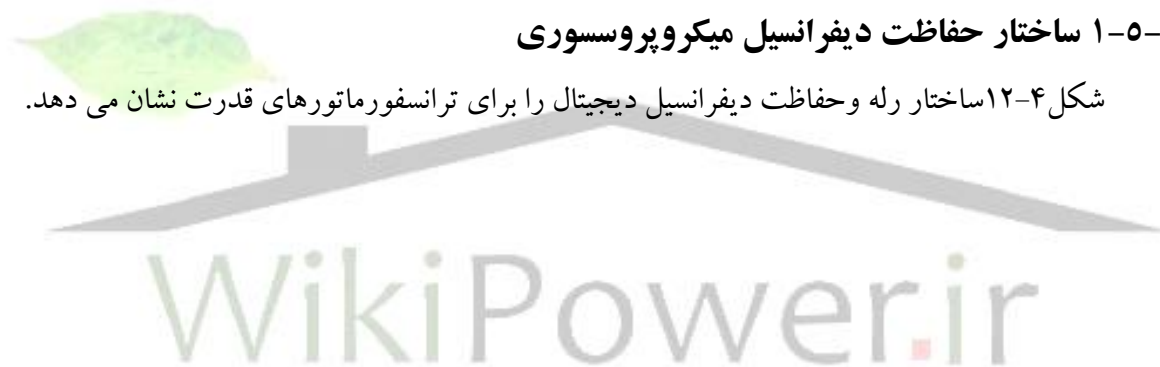 ۱-۵- ساختار حفاظت دیفرانسیل میکروپروسسوری
شکل۴-۱۲ساختار رله وحفاظت دیفرانسیل دیجیتال را برای ترانسفورماتورهای قدرت نشان می دهد.
WikiPower.ir